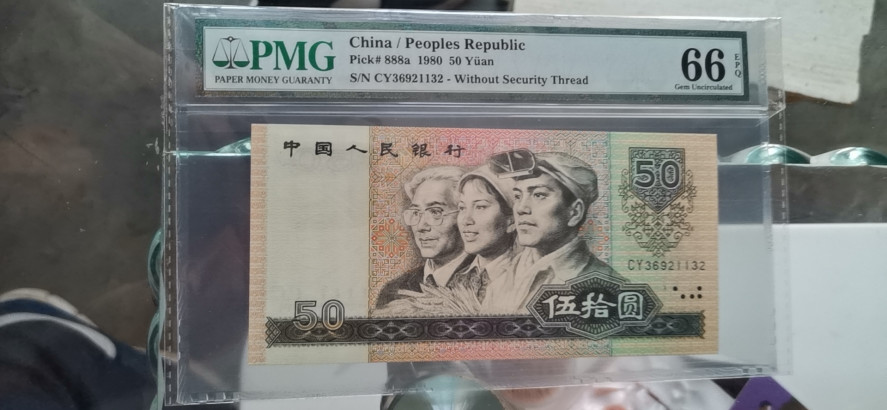 PMG
PAPER MONEY GUARANTY
China / Peoples Republic
Pick# 888a 1980 50 Yüan
S/N CY36921132 - Without Security Thread
66 EPQ
Gem Uncirculated
中国人民银行
50
CY36921132
50
伍拾圆